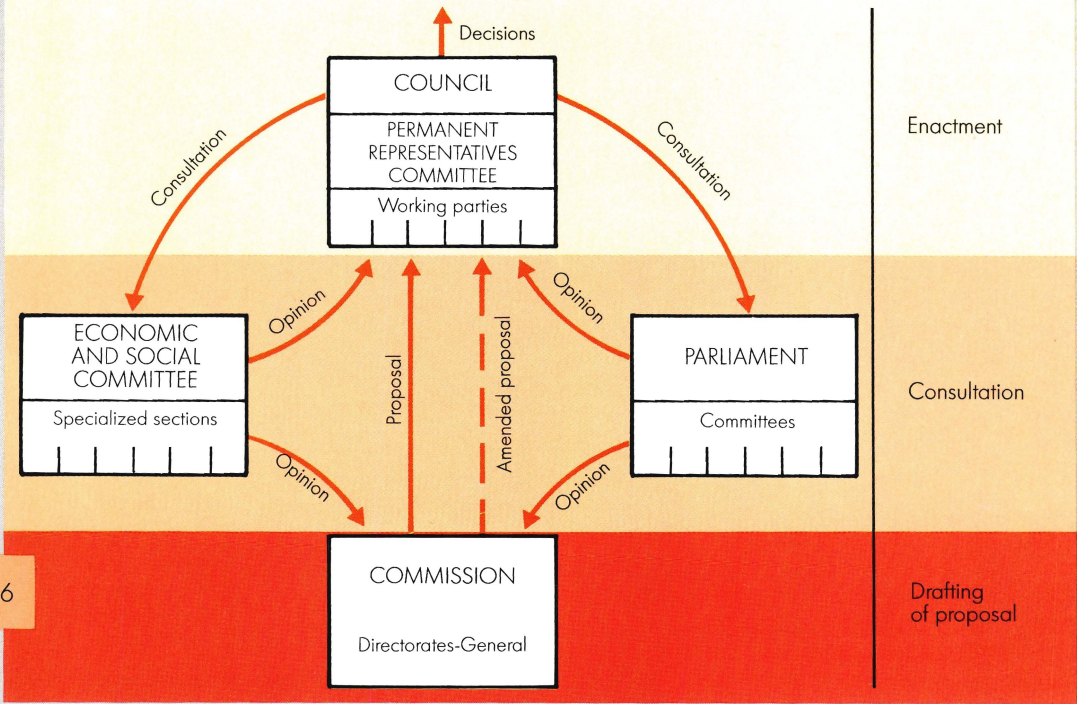 Decisions
COUNCIL
PERMANENT
REPRESENTATIVES
COMMITTEE
Working parties
Enactment
Consultation
Consultation
ECONOMIC
AND SOCIAL
COMMITTEE
Specialized sections
Opinion
Opinion
Proposal
Amended proposal
Opinion
Opinion
PARLIAMENT
Committees
Consultation
COMMISSION
Directorates-General
Drafting
of proposal
6